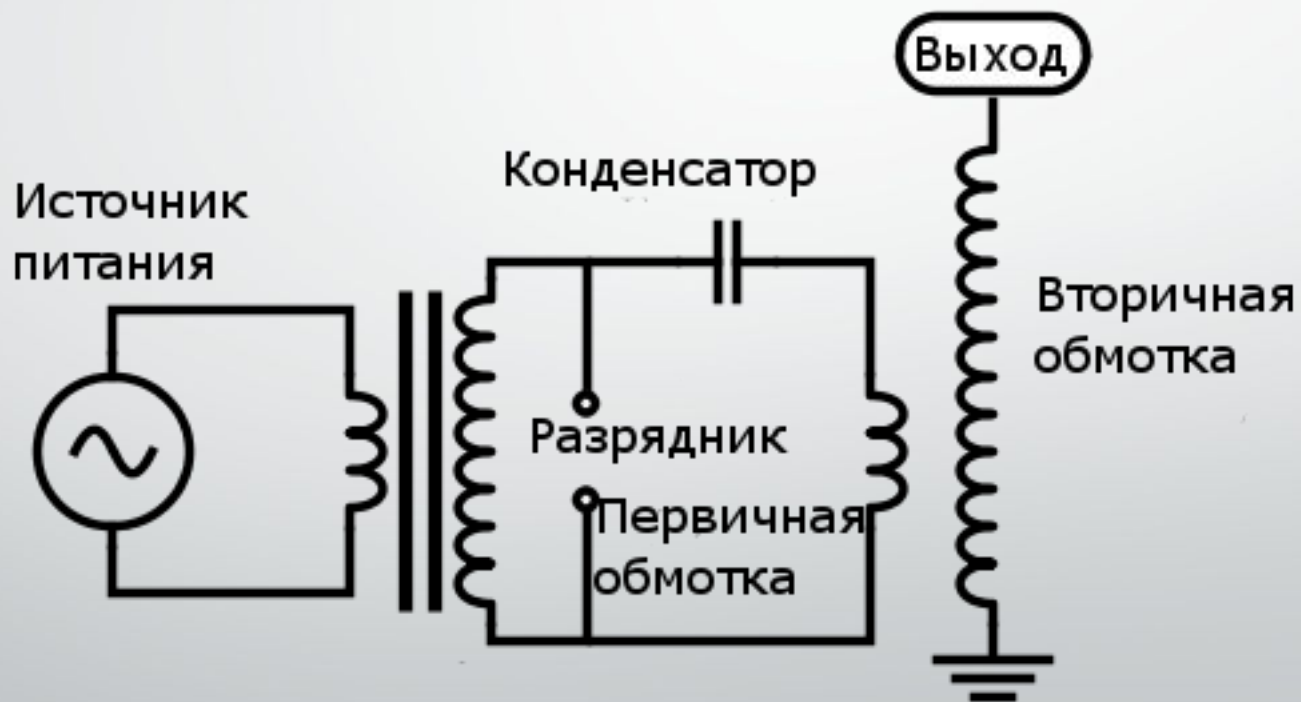 Выход
Конденсатор
Источник
питания
Вторичная
обмотка
Разрядник
Первичная
обмотка